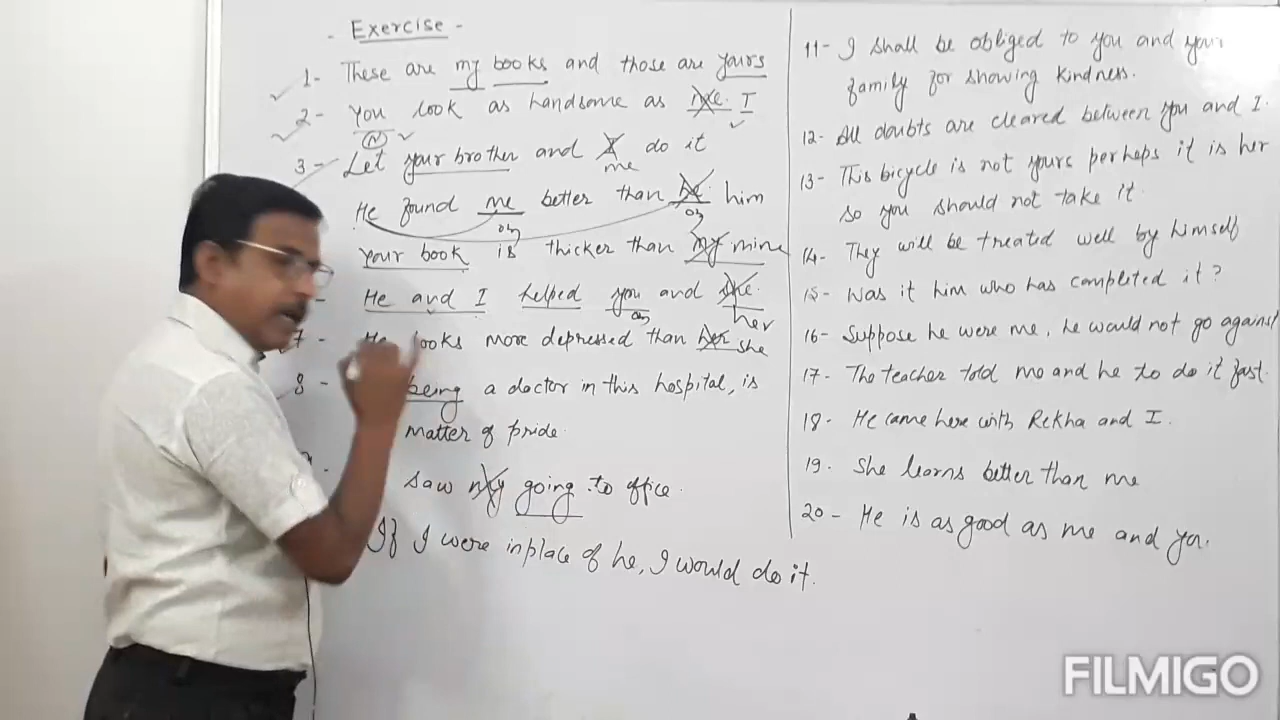 - Exercise -
1- These are my books and those are yours
2- You look as handsome as me. I
(N)
3- Let your brother and I do it
me
He found me better than he. him
obj obj
your book is thicker than my mine
He and I helped you and she.
obj her
7- He looks more depressed than her she
8- being a doctor in this hospital, is
matter of pride.
saw my going to office.
If I were inplace of he, I would do it.
11- I shall be obliged to you and your
family for showing kindness.
12- All doubts are cleared between you and I.
13- This bicycle is not yours perhaps it is her
so you should not take it.
14- They will be treated well by himself
15- Was it him who has completed it?
16- Suppose he were me, he would not go against
17- The teacher told me and he to do it fast.
18- He came here with Rekha and I.
19- She learns better than me
20- He is as good as me and you.
FILMIGO